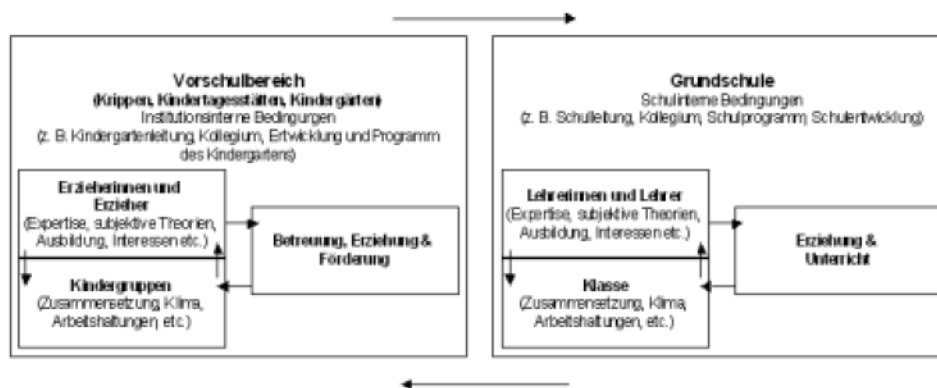 Vorschulbereich
(Krippen, Kindertagesstätten, Kindergärten)
Institutionsinterne Bedingungen
(z. B. Kindergartenleitung, Kollegium, Entwicklung und Programm
des Kindergartens)
Erzieherinnen und
Erzieher
(Expertise, subjektive Theorien,
Ausbildung, Interessen etc.)
Kindergruppen
(Zusammensetzung, Klima,
Arbeitshaltungen, etc.)
Betreuung, Erziehung &
Förderung
Grundschule
Schulinterne Bedingungen
(z. B. Schulleitung, Kollegium, Schulprogramm, Schulentwicklung)
Lehrerinnen und Lehrer
(Expertise, subjektive Theorien,
Ausbildung, Interessen etc.)
Klasse
(Zusammensetzung, Klima,
Arbeitshaltungen, etc.)
Erziehung &
Unterricht